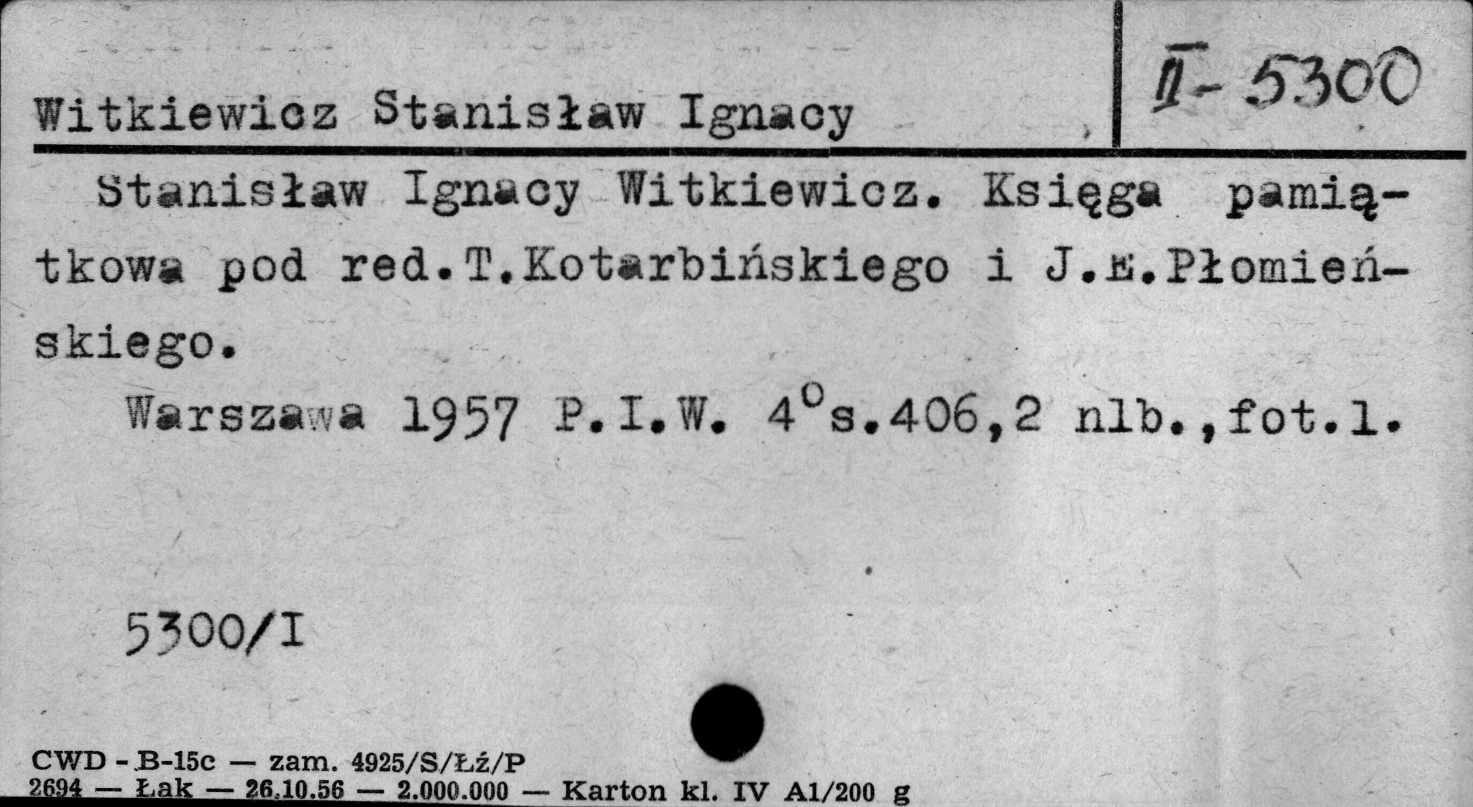 II- 5300
Witkiewicz Stanisław Ignacy
Stanisław Ignacy Witkiewicz. Księga pamią-
tkowa pod red.T.Kotarbińskiego i J.E.Płomień-
skiego.
Warszawa 1957 P.I.W. 4⁰s.406,2 nlb.,fot.l.
5300/I
CWD - B-15c — zam. 4925/S/Łź/P
2694 — Łak — 26.10.56 — 2.000.000 — Karton kl. IV A1/200 g